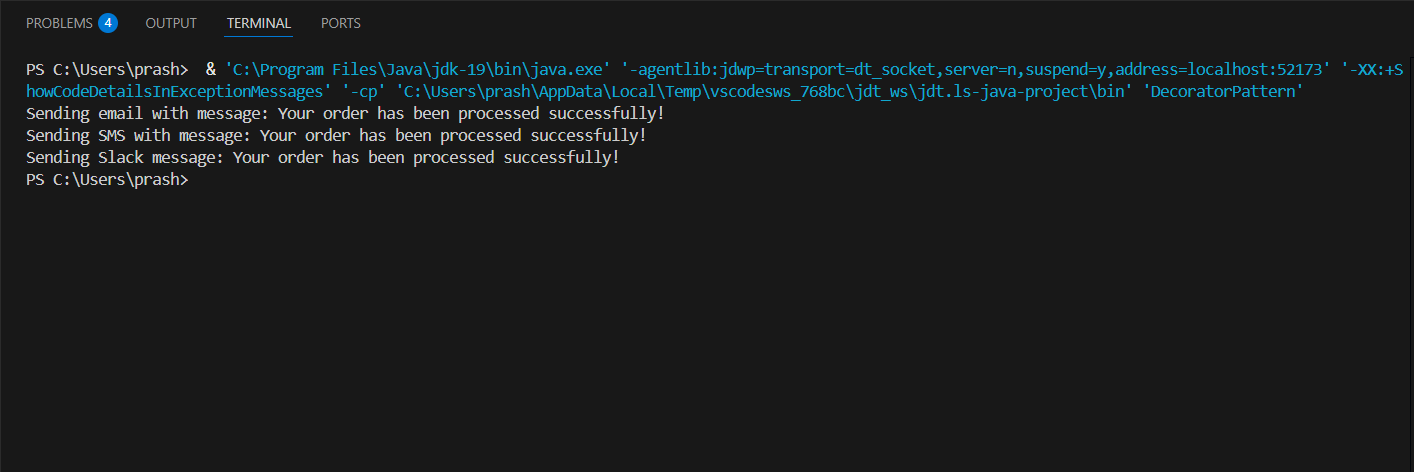 PROBLEMS 4 OUTPUT TERMINAL PORTS
PS C:\Users\prash>  & 'C:\Program Files\Java\jdk-19\bin\java.exe' '-agentlib:jdwp=transport=dt_socket,server=n,suspend=y,address=localhost:52173' '-XX:+S
howCodeDetailsInExceptionMessages' '-cp' 'C:\Users\prash\AppData\Local\Temp\vscodesws_768bc\jdt_ws\jdt.ls-java-project\bin' 'DecoratorPattern'
Sending email with message: Your order has been processed successfully!
Sending SMS with message: Your order has been processed successfully!
Sending Slack message: Your order has been processed successfully!
PS C:\Users\prash>